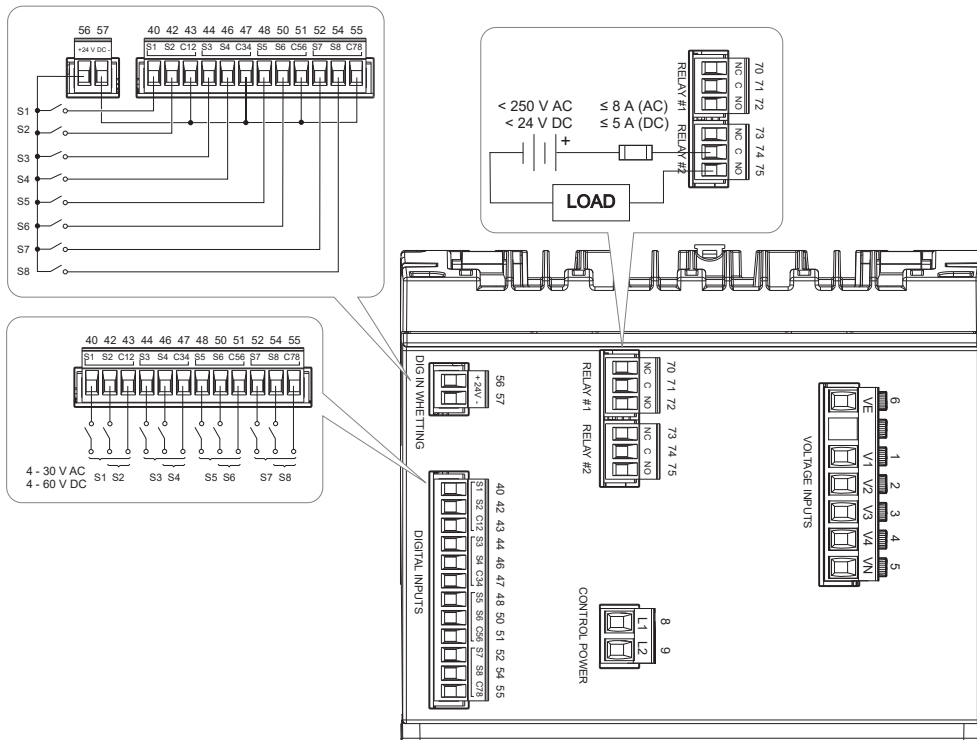 56 57
+24 V DC -
40 42 43 44 46 47 48 50 51 52 54 55
S1 S2 C12 S3 S4 C34 S5 S6 C56 S7 S8 C78
S1
S2
S3
S4
S5
S6
S7
S8
< 250 V AC ≤ 8 A (AC)
< 24 V DC ≤ 5 A (DC)
+
LOAD
RELAY #1
NC C NO
70 71 72
RELAY #2
NC C NO
73 74 75
40 42 43 44 46 47 48 50 51 52 54 55
S1 S2 C12 S3 S4 C34 S5 S6 C56 S7 S8 C78
4 - 30 V AC
4 - 60 V DC
S1 S2 S3 S4 S5 S6 S7 S8
DIG IN WHETTING
+ 24V -
56 57
DIGITAL INPUTS
S1 S2 C12 S3 S4 C34 S5 S6 C56 S7 S8 C78
40 42 43 44 46 47 48 50 51 52 54 55
RELAY #1
NC C NO
70 71 72
RELAY #2
NC C NO
73 74 75
CONTROL POWER
L1 L2
8 9
VOLTAGE INPUTS
VE V1 V2 V3 V4 VN
6 1 2 3 4 5